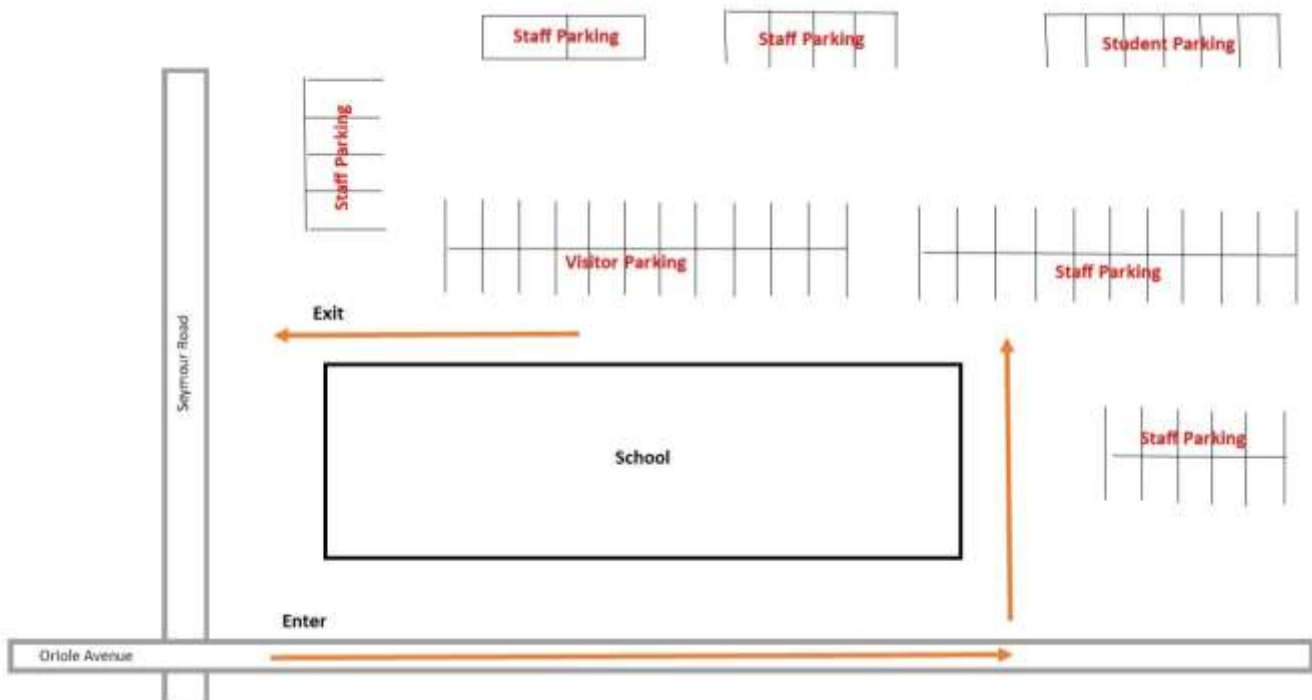 Staff Parking
Staff Parking
Student Parking
Staff Parking
Visitor Parking
Staff Parking
Exit
Seymour Road
School
Staff Parking
Enter
Oriole Avenue